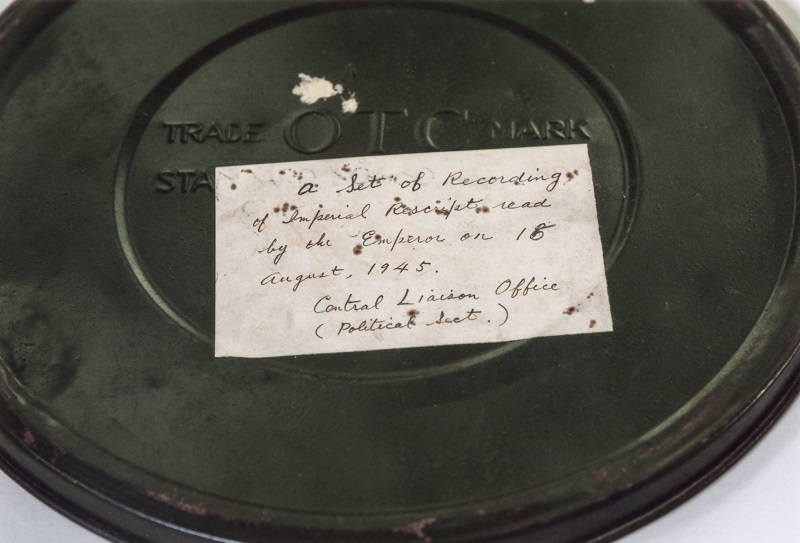 TRADE OTC MARK
STA
a Set of Recording
of Imperial Rescript read
by the Emperor on 15
August, 1945.
Central Liaison Office
(Political Sect.)